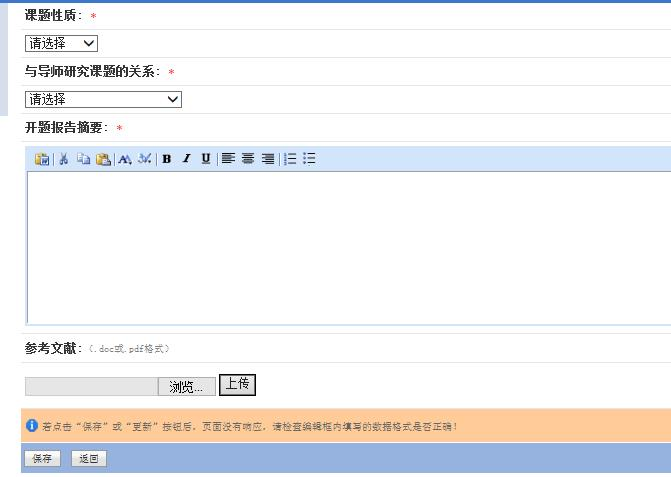 课题性质: *
请选择
与导师研究课题的关系: *
请选择
开题报告摘要: *
B I U
参考文献:（.doc或.pdf格式）
浏览... 上传
若点击“保存”或“更新”按钮后，页面没有响应，请检查编辑框内填写的数据格式是否正确！
保存 返回